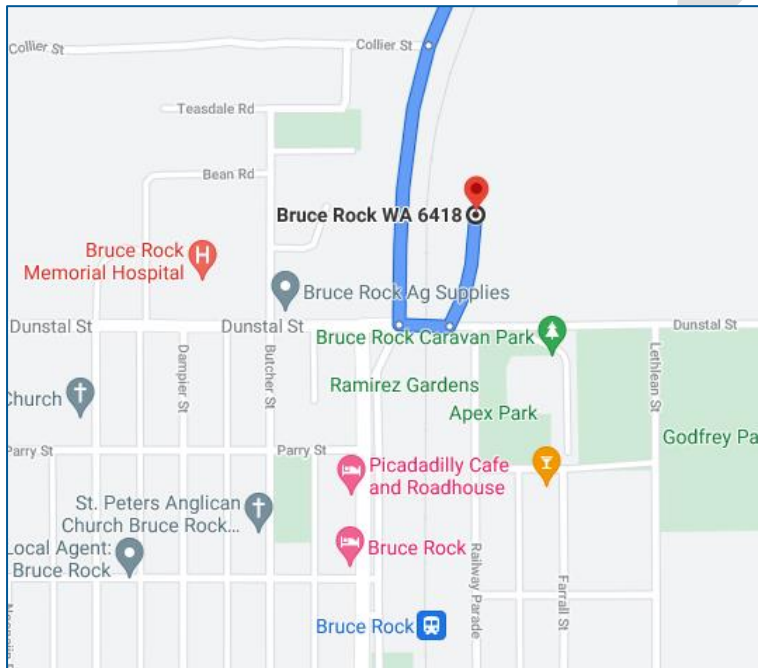 Collier St
Collier St
Teasdale Rd
Bean Rd
Bruce Rock WA 6418
Bruce Rock
Memorial Hospital
H
Bruce Rock Ag Supplies
Dunstal St
Dunstal St
Dunstal St
Bruce Rock Caravan Park
Dampier St
Butcher St
Lethlean St
Ramirez Gardens
Church
Apex Park
Godfrey Pa
Parry St
Parry St
Picadadilly Cafe
and Roadhouse
St. Peters Anglican
Church Bruce Rock...
Local Agent:
Bruce Rock
Bruce Rock
Railway Parade
Farrall St
Bruce Rock